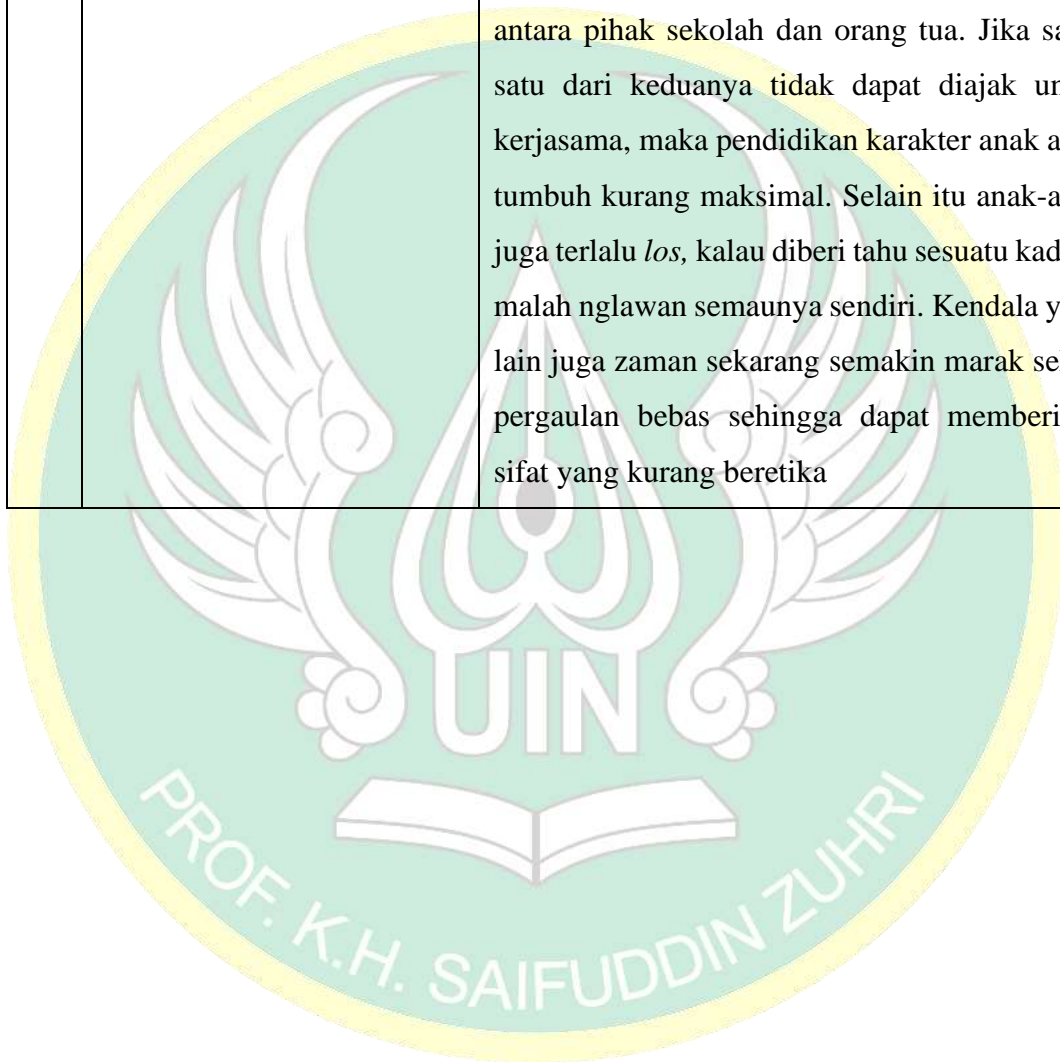 antara pihak sekolah dan orang tua. Jika sa
satu dari keduanya tidak dapat diajak un
kerjasama, maka pendidikan karakter anak a
tumbuh kurang maksimal. Selain itu anak-a
juga terlalu los, kalau diberi tahu sesuatu kad
malah nglawan semaunya sendiri. Kendala y
lain juga zaman sekarang semakin marak se
pergaulan bebas sehingga dapat memberi
sifat yang kurang beretika
UIN
PROF. K.H. SAIFUDDIN ZUHRI